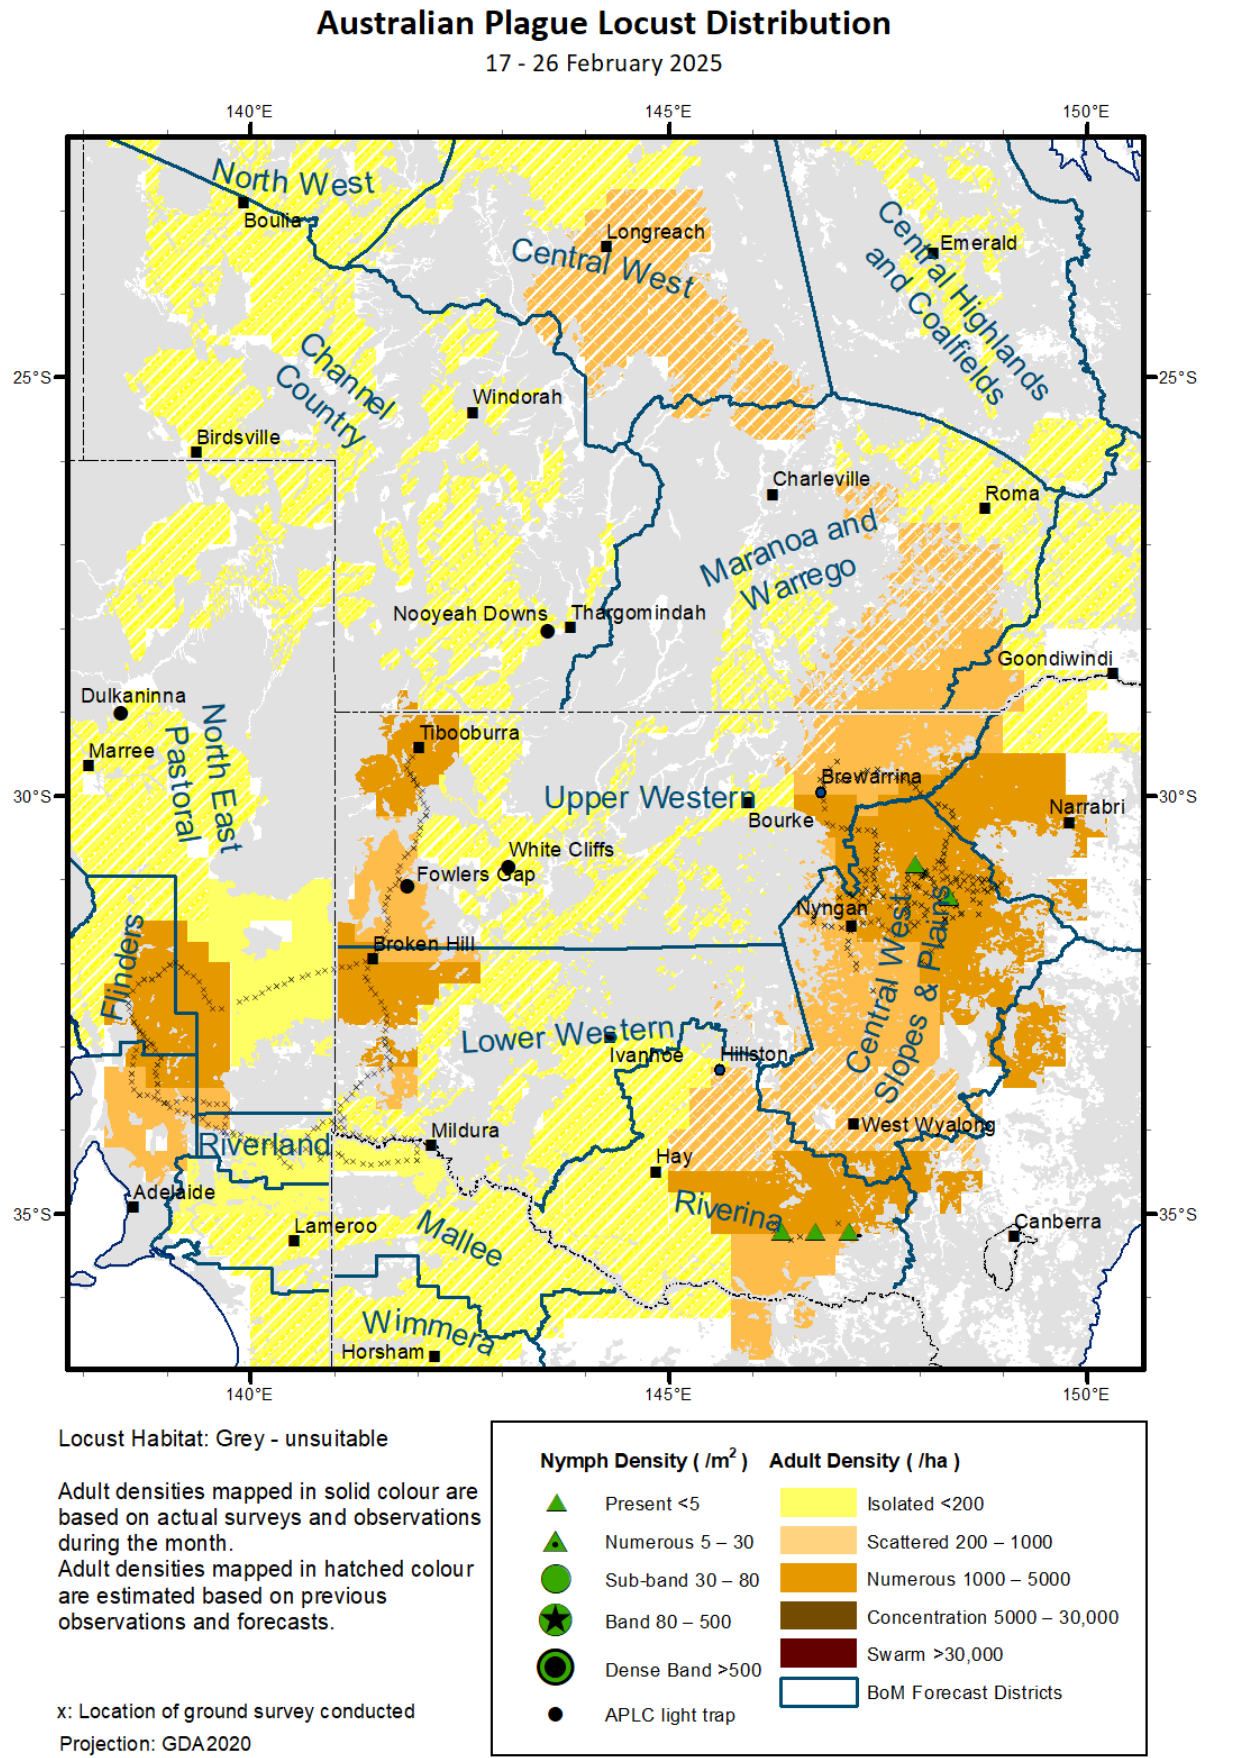 Australian Plague Locust Distribution
17 - 26 February 2025
140°E
145°E
150°E
North West
Boulia
Longreach
Central West
Central Highlands
and Coalfields
Emerald
25°S
25°S
Channel
Country
Windorah
Birdsville
Charleville
Roma
Maranoa and
Warrego
Nooyeah Downs
Thargomindah
Goondiwindi
Dulkaninna
Marree
North East
Pastoral
Tibooburra
30°S
30°S
Upper Western
Bourke
Brewarrina
Narrabri
White Cliffs
Fowlers Gap
Nyngan
Broken Hill
Flinders
Central West
Slopes & Plains
Lower Western
Ivanhoe
Hillston
Riverland
Mildura
West Wyalong
Hay
Adelaide
35°S
35°S
Riverina
Lameroo
Mallee
Canberra
Wimmera
Horsham
140°E
145°E
150°E
Locust Habitat: Grey - unsuitable
Adult densities mapped in solid colour are
based on actual surveys and observations
during the month.
Adult densities mapped in hatched colour
are estimated based on previous
observations and forecasts.
x: Location of ground survey conducted
Projection: GDA2020
Nymph Density ( /m² )
Present <5
Numerous 5 – 30
Sub-band 30 – 80
Band 80 – 500
Dense Band >500
APLC light trap
Adult Density ( /ha )
Isolated <200
Scattered 200 – 1000
Numerous 1000 – 5000
Concentration 5000 – 30,000
Swarm >30,000
BoM Forecast Districts